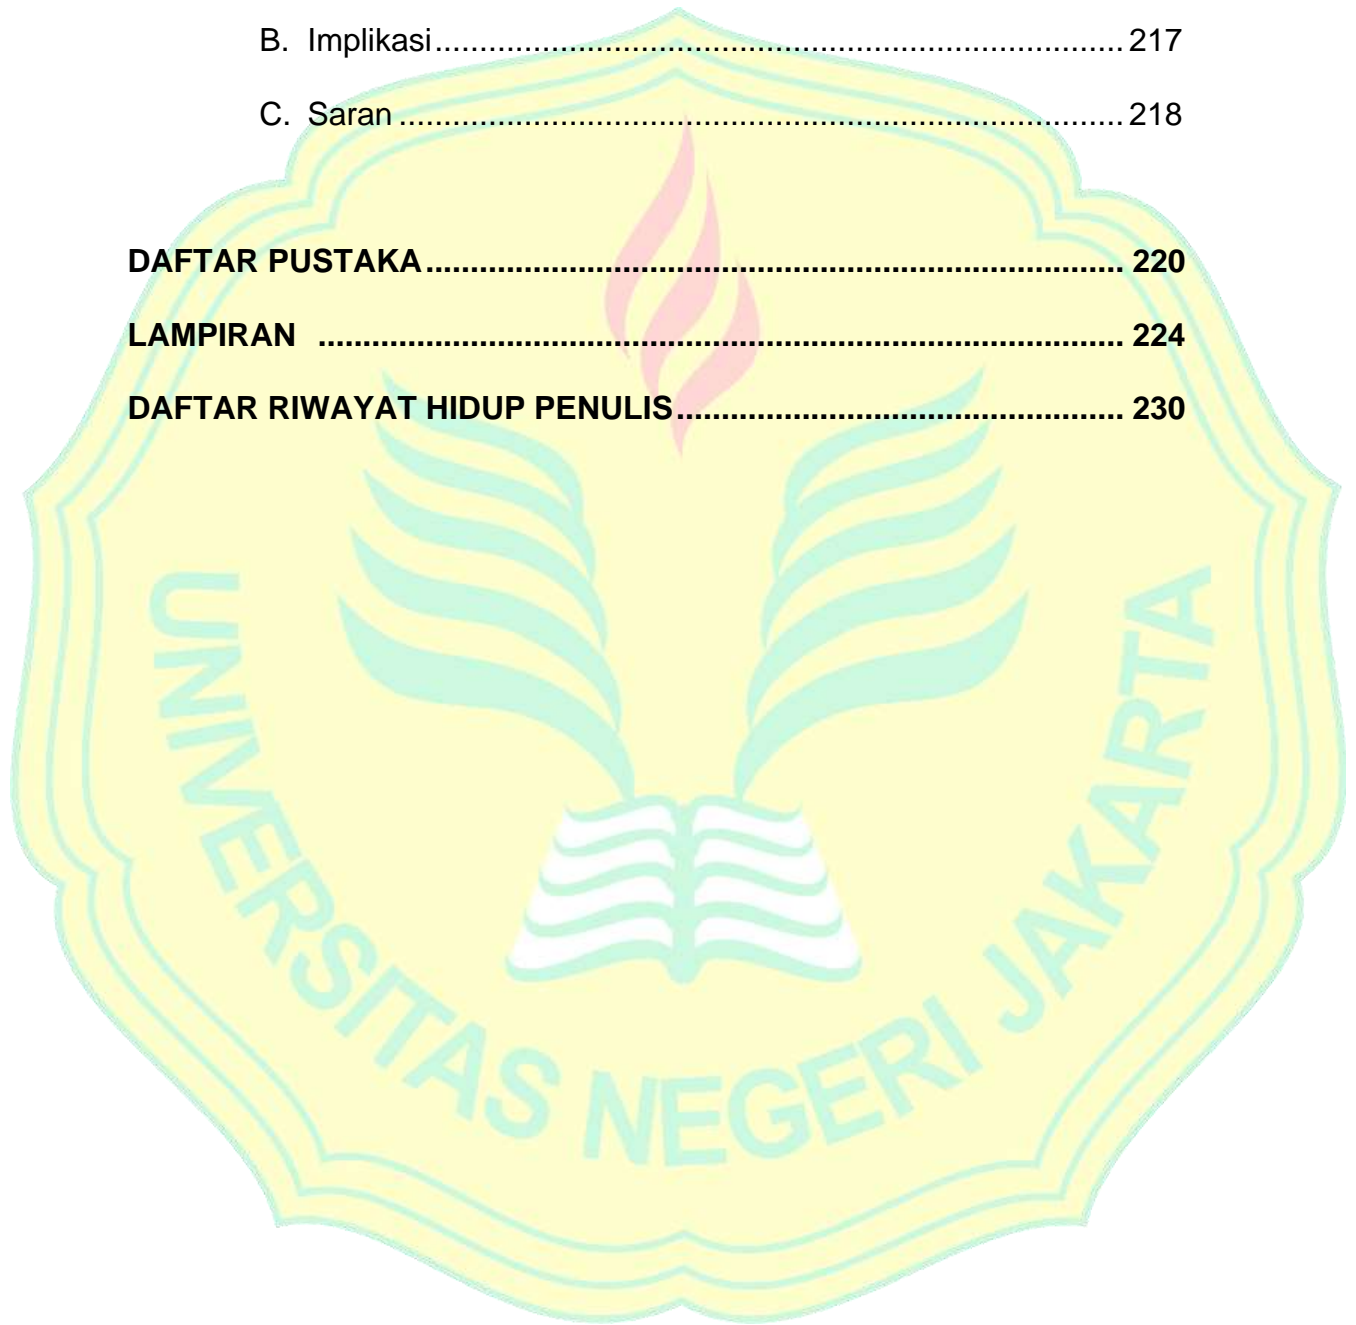 B. Implikasi.............................................................................. 217
C. Saran .................................................................................. 218
DAFTAR PUSTAKA.............................................................................. 220
LAMPIRAN .......................................................................................... 224
DAFTAR RIWAYAT HIDUP PENULIS.................................................. 230
UNIVERSITAS NEGERI JAKARTA